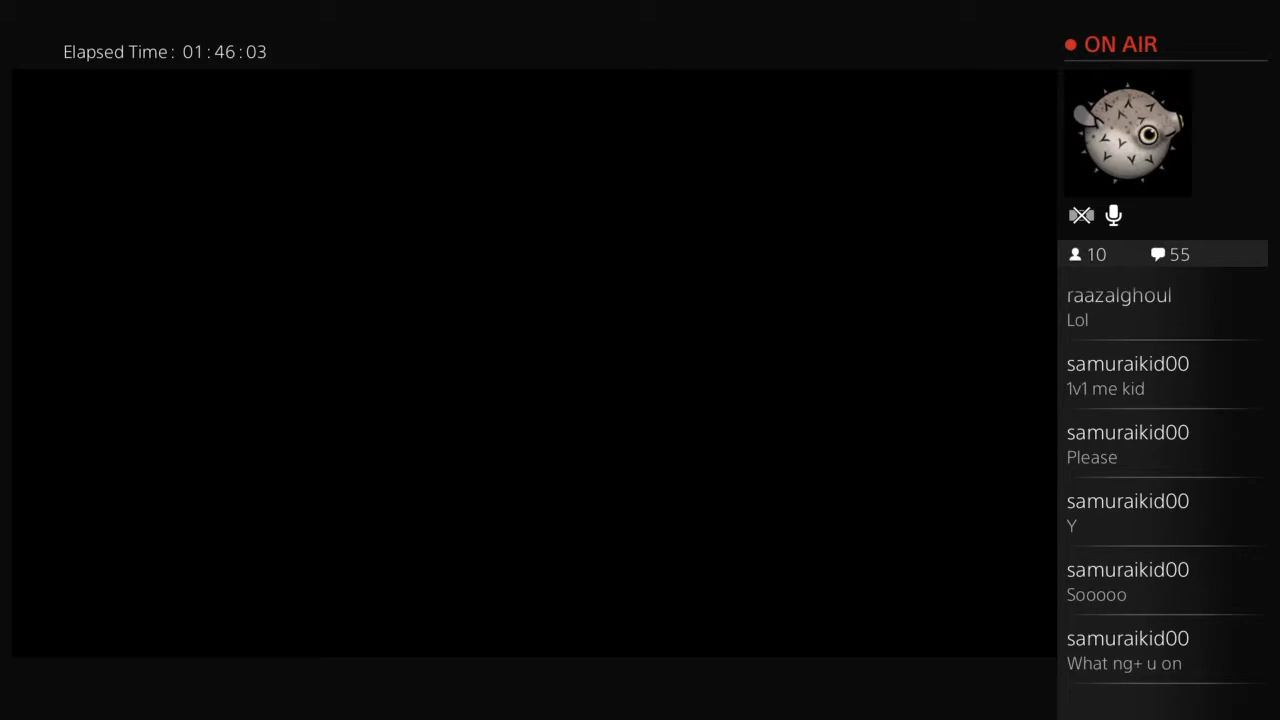 Elapsed Time: 01:46:03
ON AIR
10 55
raazalghoul
Lol
samuraikid00
1v1 me kid
samuraikid00
Please
samuraikid00
Y
samuraikid00
Sooooo
samuraikid00
What ng+ u on